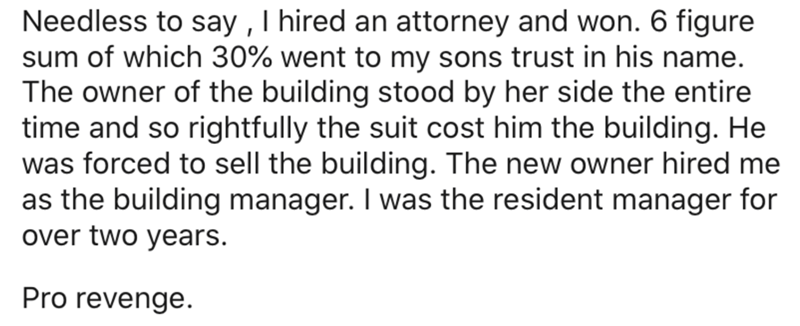 Needless to say , I hired an attorney and won. 6 figure
sum of which 30% went to my sons trust in his name.
The owner of the building stood by her side the entire
time and so rightfully the suit cost him the building. He
was forced to sell the building. The new owner hired me
as the building manager. I was the resident manager for
over two years.
Pro revenge.